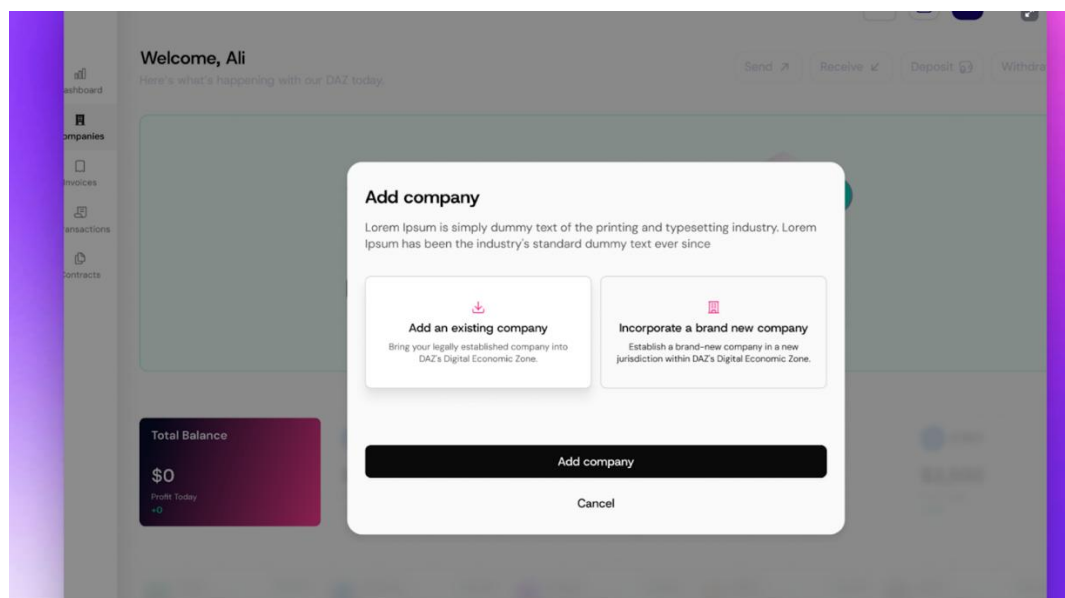 Welcome, Ali
Here's what's happening with our DAZ today.
Send
Receive
Deposit
Withdra
ashboard
ompanies
Invoices
ransactions
ontracts
Add company
Lorem Ipsum is simply dummy text of the printing and typesetting industry. Lorem
Ipsum has been the industry's standard dummy text ever since
Add an existing company
Bring your legally established company into
DAZ's Digital Economic Zone.
Incorporate a brand new company
Establish a brand-new company in a new
jurisdiction within DAZ's Digital Economic Zone.
Add company
Cancel
Total Balance
$0
Profit Today
+0